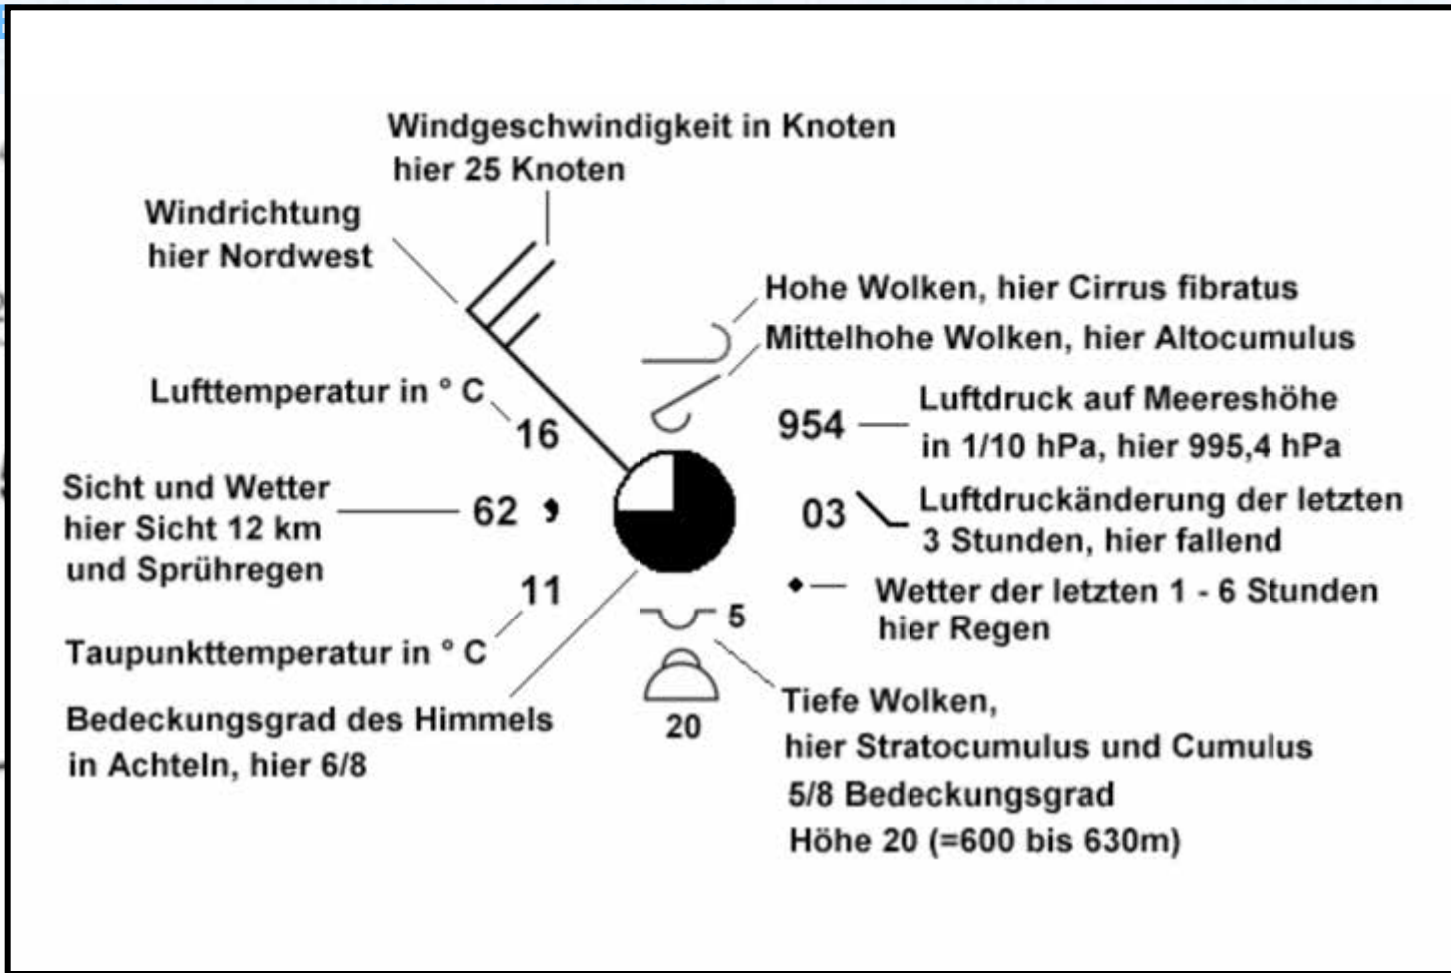 Windgeschwindigkeit in Knoten
hier 25 Knoten
Windrichtung
hier Nordwest
Hohe Wolken, hier Cirrus fibratus
Mittelhohe Wolken, hier Altocumulus
Lufttemperatur in ° C
16
954
Luftdruck auf Meereshöhe
in 1/10 hPa, hier 995,4 hPa
Sicht und Wetter
hier Sicht 12 km
und Sprühregen
62
03
Luftdruckänderung der letzten
3 Stunden, hier fallend
11
Wetter der letzten 1 - 6 Stunden
hier Regen
5
Taupunkttemperatur in ° C
Bedeckungsgrad des Himmels
in Achteln, hier 6/8
20
Tiefe Wolken,
hier Stratocumulus und Cumulus
5/8 Bedeckungsgrad
Höhe 20 (=600 bis 630m)